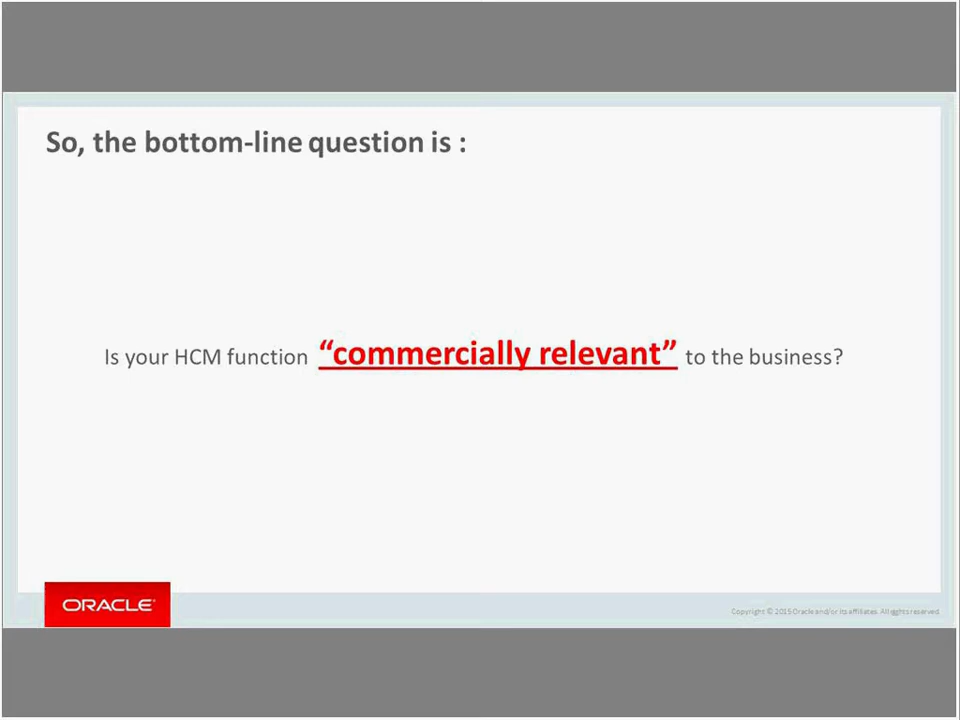 So, the bottom-line question is :
Is your HCM function “commercially relevant” to the business?
ORACLE
Copyright © 2015 Oracle and/or its affiliates. All rights reserved.